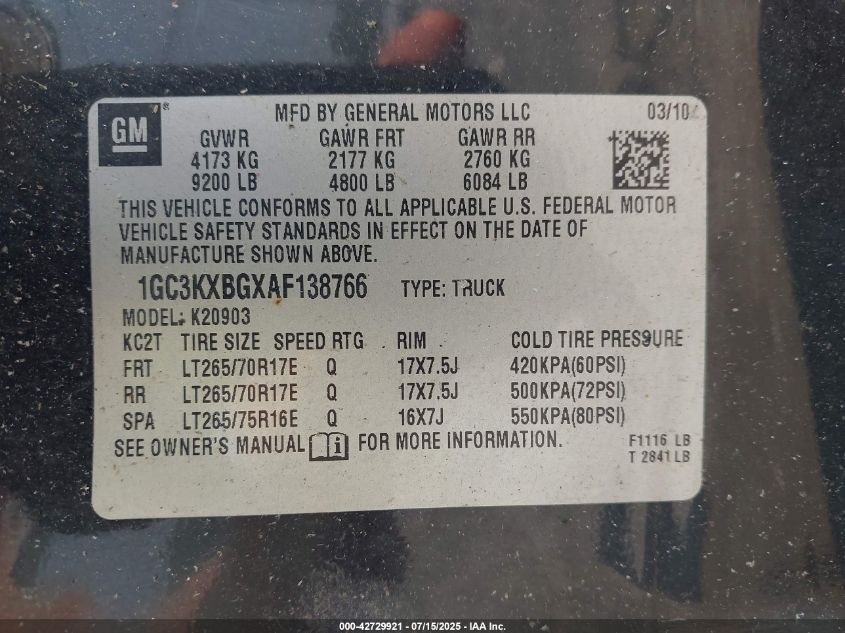 GM ®
MFD BY GENERAL MOTORS LLC 03/10
GVWR GAWR FRT GAWR RR
4173 KG 2177 KG 2760 KG
9200 LB 4800 LB 6084 LB
THIS VEHICLE CONFORMS TO ALL APPLICABLE U.S. FEDERAL MOTOR
VEHICLE SAFETY STANDARDS IN EFFECT ON THE DATE OF
MANUFACTURE SHOWN ABOVE.
1GC3KXBGXAF138766 TYPE: TRUCK
MODEL: K20903
KC2T TIRE SIZE SPEED RTG RIM COLD TIRE PRESSURE
FRT LT265/70R17E Q 17X7.5J 420KPA(60PSI)
RR LT265/70R17E Q 17X7.5J 500KPA(72PSI)
SPA LT265/75R16E Q 16X7J 550KPA(80PSI)
SEE OWNER'S MANUAL i FOR MORE INFORMATION.
F1116 LB
T 2841 LB
000-42729921 - 07/15/2025 - IAA Inc.